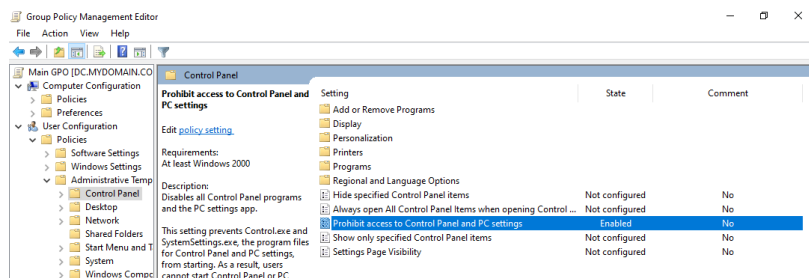 Group Policy Management Editor
File Action View Help
Main GPO [DC.MYDOMAIN.CO
Computer Configuration
Policies
Preferences
User Configuration
Policies
Software Settings
Windows Settings
Administrative Temp
Control Panel
Desktop
Network
Shared Folders
Start Menu and T
System
Windows Compc
Control Panel
Prohibit access to Control Panel and
PC settings
Edit policy setting
Requirements:
At least Windows 2000
Description:
Disables all Control Panel programs
and the PC settings app.
This setting prevents Control.exe and
SystemSettings.exe, the program files
for Control Panel and PC settings,
from starting. As a result, users
cannot start Control Panel or PC
Setting State Comment
Add or Remove Programs
Display
Personalization
Printers
Programs
Regional and Language Options
Hide specified Control Panel items Not configured No
Always open All Control Panel Items when opening Control ... Not configured No
Prohibit access to Control Panel and PC settings Enabled No
Show only specified Control Panel items Not configured No
Settings Page Visibility Not configured No